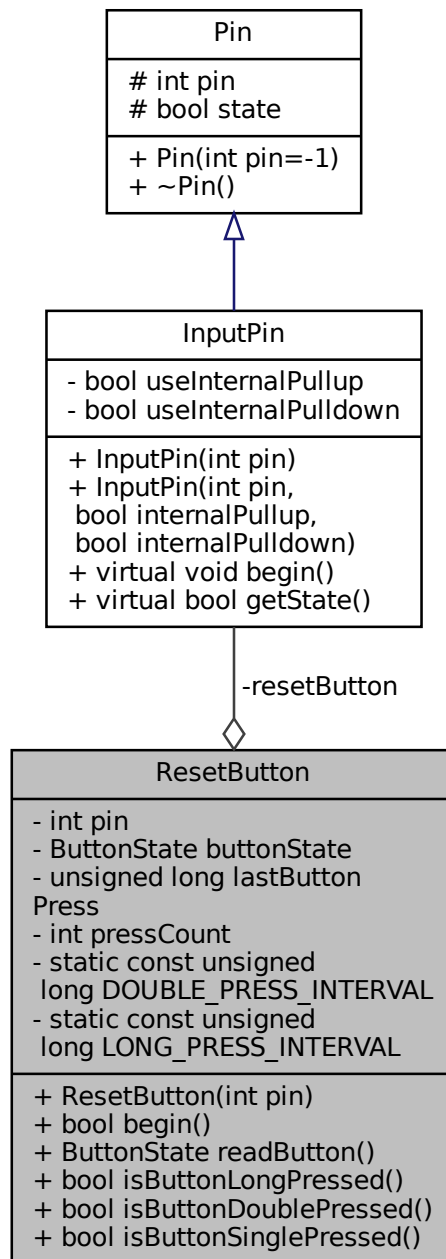 Pin
# int pin
# bool state
+ Pin(int pin=-1)
+ ~Pin()
InputPin
- bool useInternalPullup
- bool useInternalPulldown
+ InputPin(int pin)
+ InputPin(int pin,
bool internalPullup,
bool internalPulldown)
+ virtual void begin()
+ virtual bool getState()
-resetButton
ResetButton
- int pin
- ButtonState buttonState
- unsigned long lastButton
Press
- int pressCount
- static const unsigned
long DOUBLE_PRESS_INTERVAL
- static const unsigned
long LONG_PRESS_INTERVAL
+ ResetButton(int pin)
+ bool begin()
+ ButtonState readButton()
+ bool isButtonLongPressed()
+ bool isButtonDoublePressed()
+ bool isButtonSinglePressed()